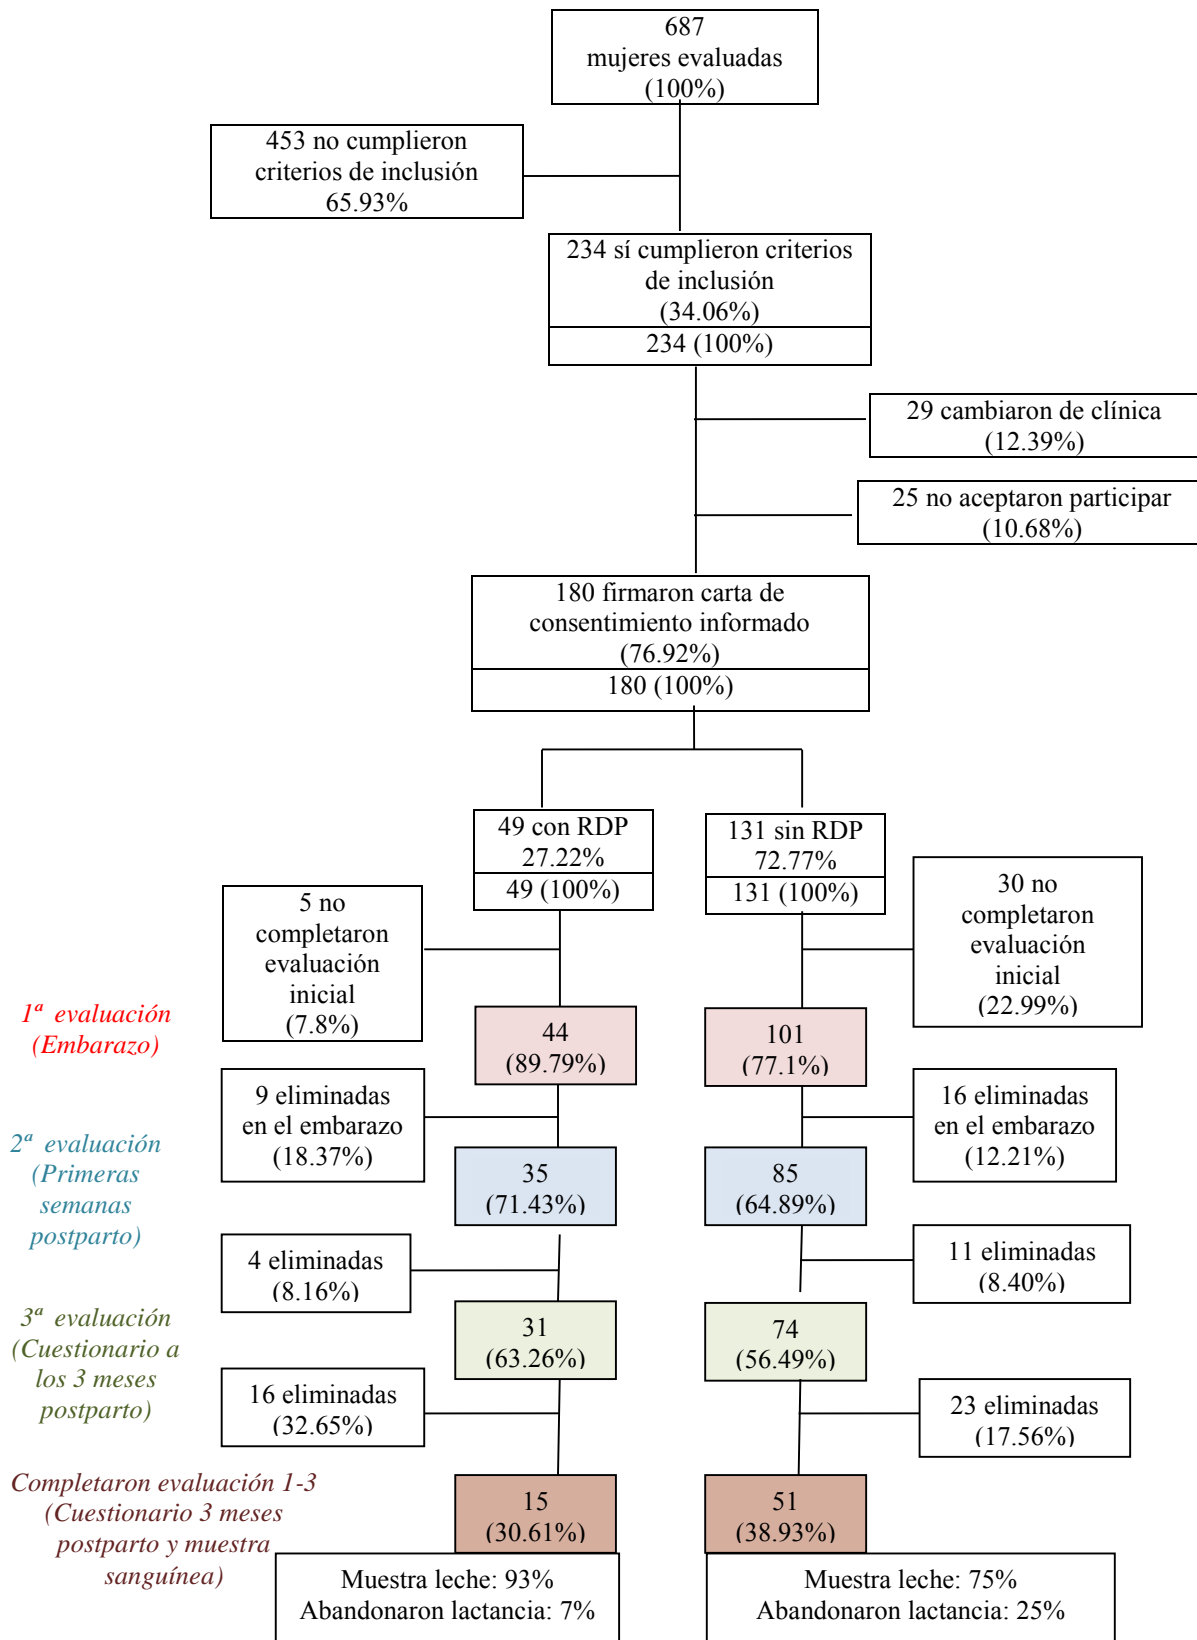 687
mujeres evaluadas
(100%)
453 no cumplieron
criterios de inclusión
65.93%
234 sí cumplieron criterios
de inclusión
(34.06%)
234 (100%)
29 cambiaron de clínica
(12.39%)
25 no aceptaron participar
(10.68%)
180 firmaron carta de
consentimiento informado
(76.92%)
180 (100%)
49 con RDP
27.22%
49 (100%)
131 sin RDP
72.77%
131 (100%)
5 no
completaron
evaluación
inicial
(7.8%)
30 no
completaron
evaluación
inicial
(22.99%)
1ª evaluación
(Embarazo)
44
(89.79%)
101
(77.1%)
9 eliminadas
en el embarazo
(18.37%)
16 eliminadas
en el embarazo
(12.21%)
2ª evaluación
(Primeras
semanas
postparto)
35
(71.43%)
85
(64.89%)
4 eliminadas
(8.16%)
11 eliminadas
(8.40%)
3ª evaluación
(Cuestionario a
los 3 meses
postparto)
31
(63.26%)
74
(56.49%)
16 eliminadas
(32.65%)
23 eliminadas
(17.56%)
Completaron evaluación 1-3
(Cuestionario 3 meses
postparto y muestra
sanguínea)
15
(30.61%)
51
(38.93%)
Muestra leche: 93%
Abandonaron lactancia: 7%
Muestra leche: 75%
Abandonaron lactancia: 25%